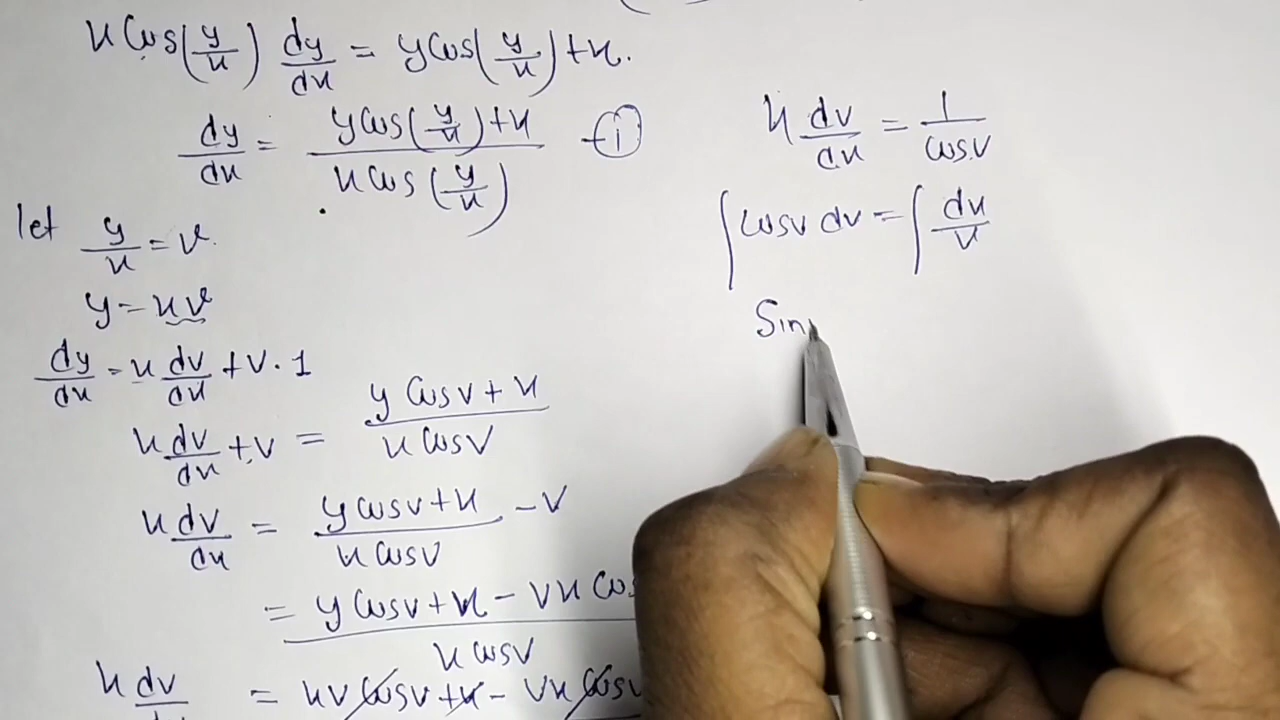 x cos(y/x) dy/dx = y cos(y/x) + x.
dy/dx = (y cos(y/x) + x) / (x cos(y/x)) — (i)
let y/x = v.
y = xv
dy/dx = x dv/dx + v · 1
x dv/dx + v = (y cos v + x) / (x cos v)
x dv/dx = (y cos v + x) / (x cos v) - v
= (y cos v + x - vx cos) / (x cos v)
x dv = xv cos v + x - vx cos v
x dv/dx = 1 / cos v
∫ cos v dv = ∫ dx/v
Sin